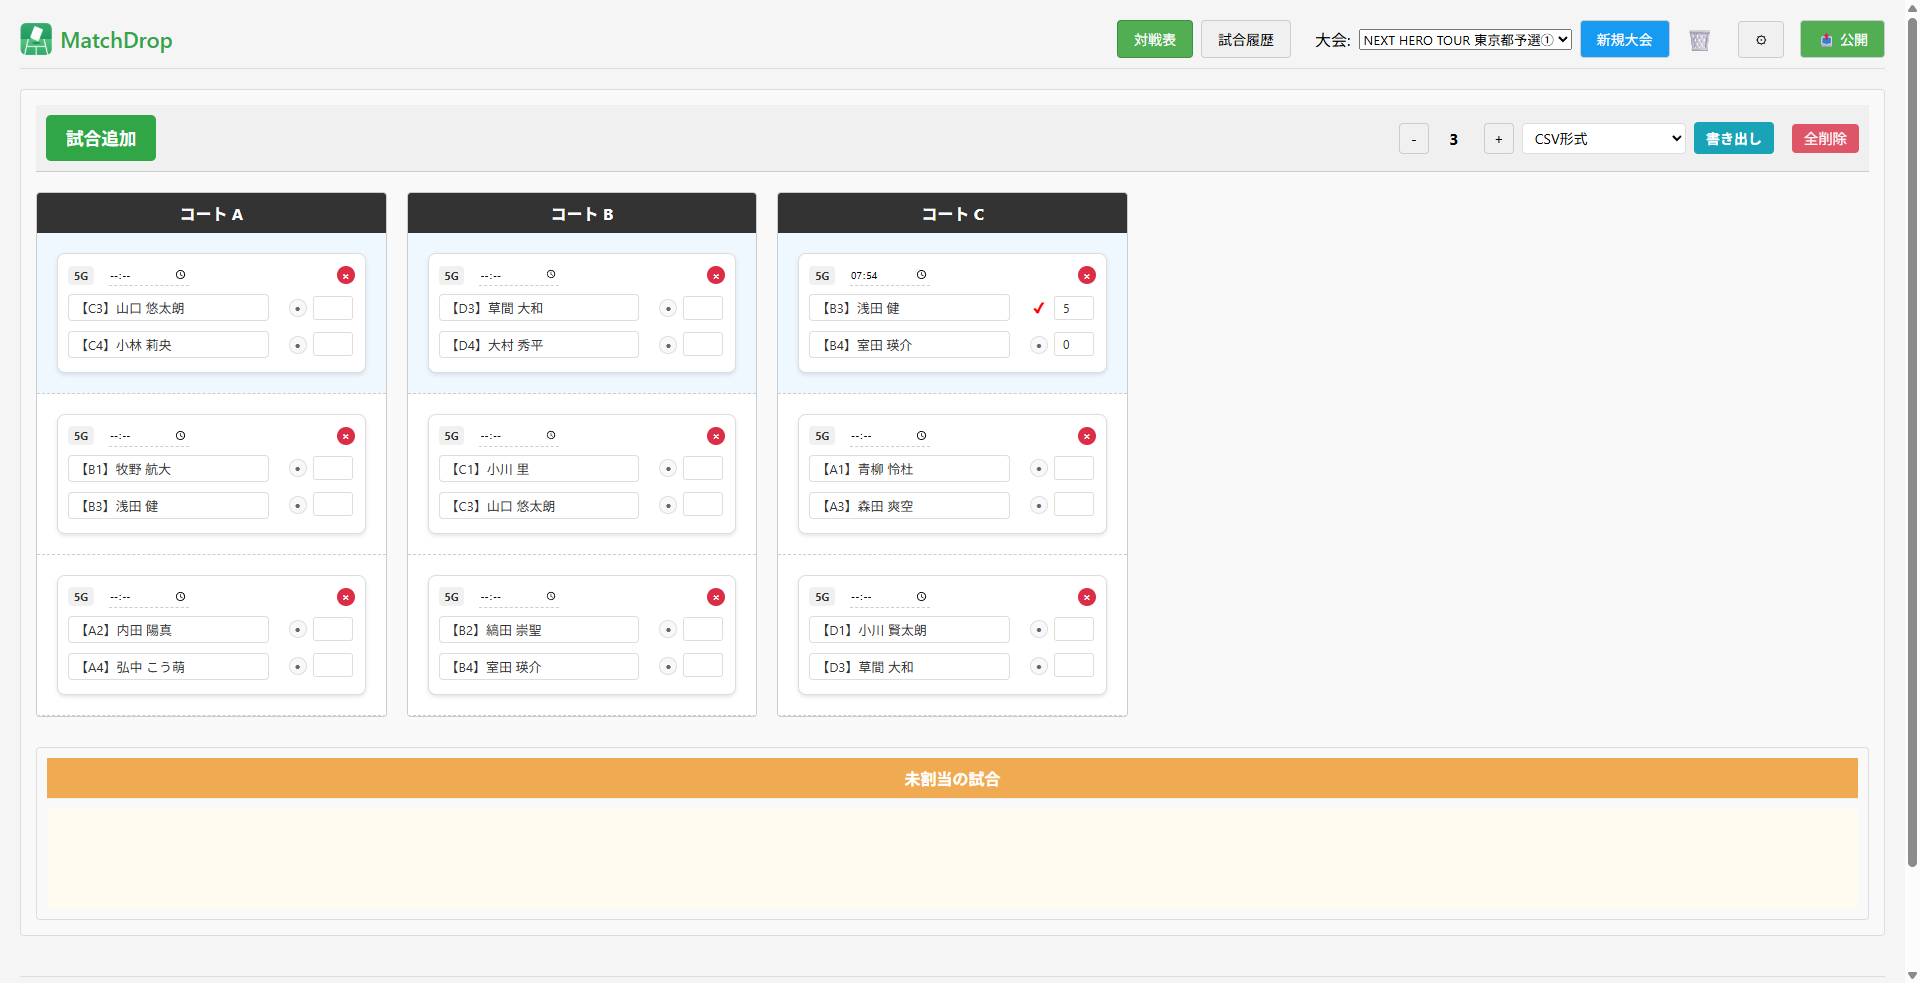 MatchDrop
対戦表
試合履歴
大会:
NEXT HERO TOUR 東京都予選①
新規大会
公開
試合追加
-
3
+
CSV形式
書き出し
全削除
コート A
5G
--:--
【C3】山口 悠太朗
【C4】小林 莉央
5G
--:--
【B1】牧野 航大
【B3】浅田 健
5G
--:--
【A2】内田 陽真
【A4】弘中 こう萌
コート B
5G
--:--
【D3】草間 大和
【D4】大村 秀平
5G
--:--
【C1】小川 里
【C3】山口 悠太朗
5G
--:--
【B2】縞田 崇聖
【B4】室田 瑛介
コート C
5G
07:54
【B3】浅田 健
5
【B4】室田 瑛介
0
5G
--:--
【A1】青柳 怜杜
【A3】森田 爽空
5G
--:--
【D1】小川 賢太朗
【D3】草間 大和
未割当の試合